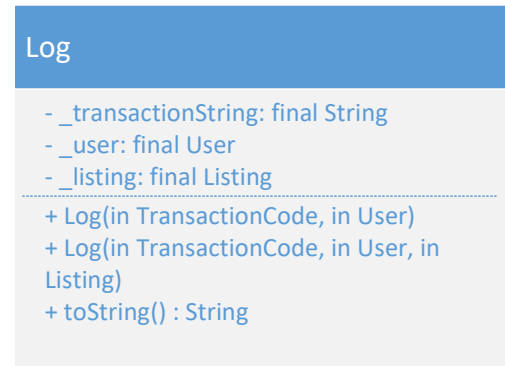 Log
- _transactionString: final String
- _user: final User
- _listing: final Listing
+ Log(in TransactionCode, in User)
+ Log(in TransactionCode, in User, in
Listing)
+ toString() : String